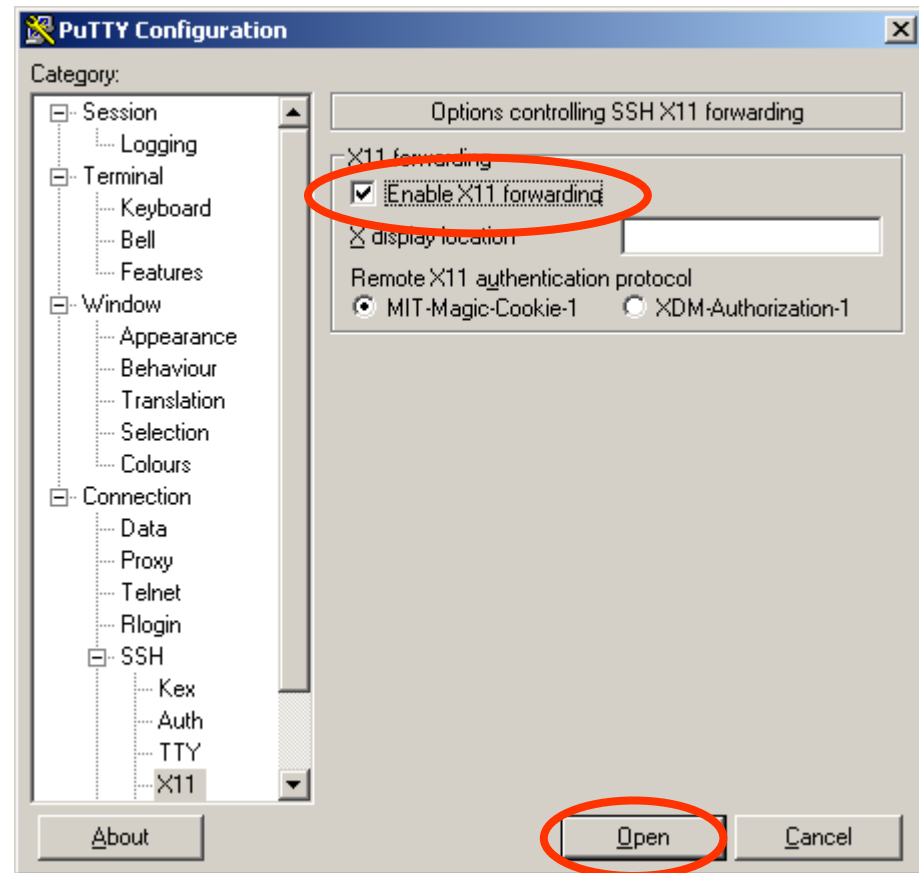 PuTTY Configuration
Category:
Session
Logging
Terminal
Keyboard
Bell
Features
Window
Appearance
Behaviour
Translation
Selection
Colours
Connection
Data
Proxy
Telnet
Rlogin
SSH
Kex
Auth
TTY
X11
Options controlling SSH X11 forwarding
X11 forwarding
Enable X11 forwarding
X display location
Remote X11 authentication protocol
MIT-Magic-Cookie-1 XDM-Authorization-1
About Open Cancel